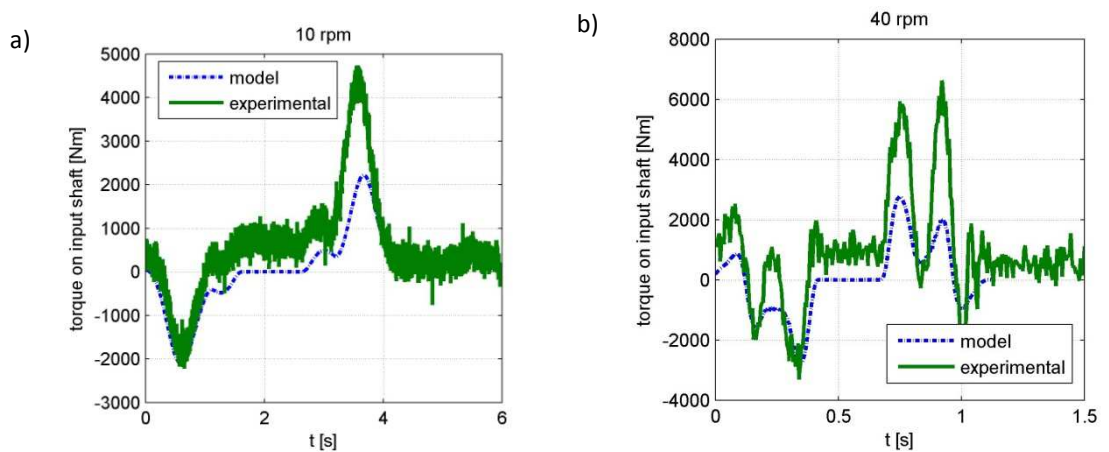 a)
10 rpm
torque on input shaft [Nm]
5000
4000
3000
2000
1000
0
-1000
-2000
-3000
model
experimental
0
2
4
6
t [s]
b)
40 rpm
torque on input shaft [Nm]
8000
6000
4000
2000
0
-2000
-4000
model
experimental
0
0.5
1
1.5
t [s]